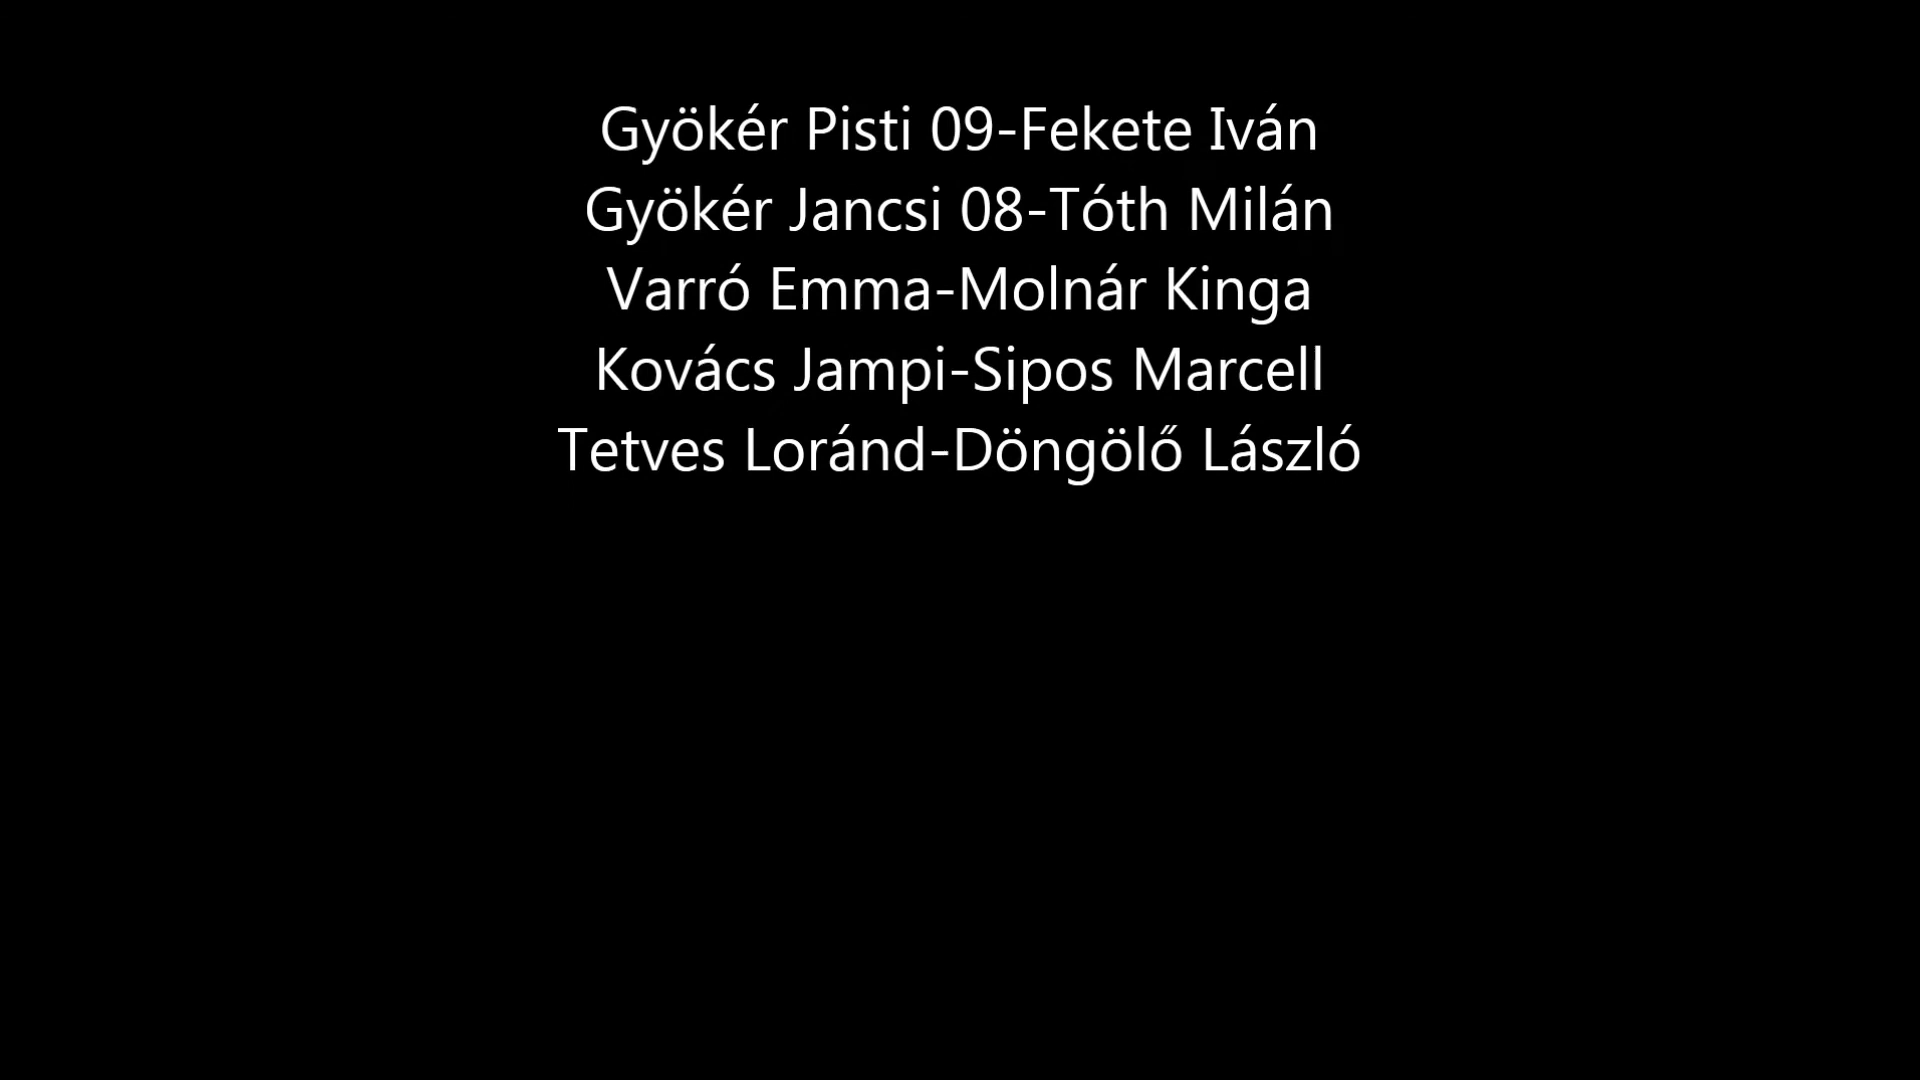 Gyökér Pisti 09-Fekete Iván
Gyökér Jancsi 08-Tóth Milán
Varró Emma-Molnár Kinga
Kovács Jampi-Sipos Marcell
Tetves Loránd-Döngölő László